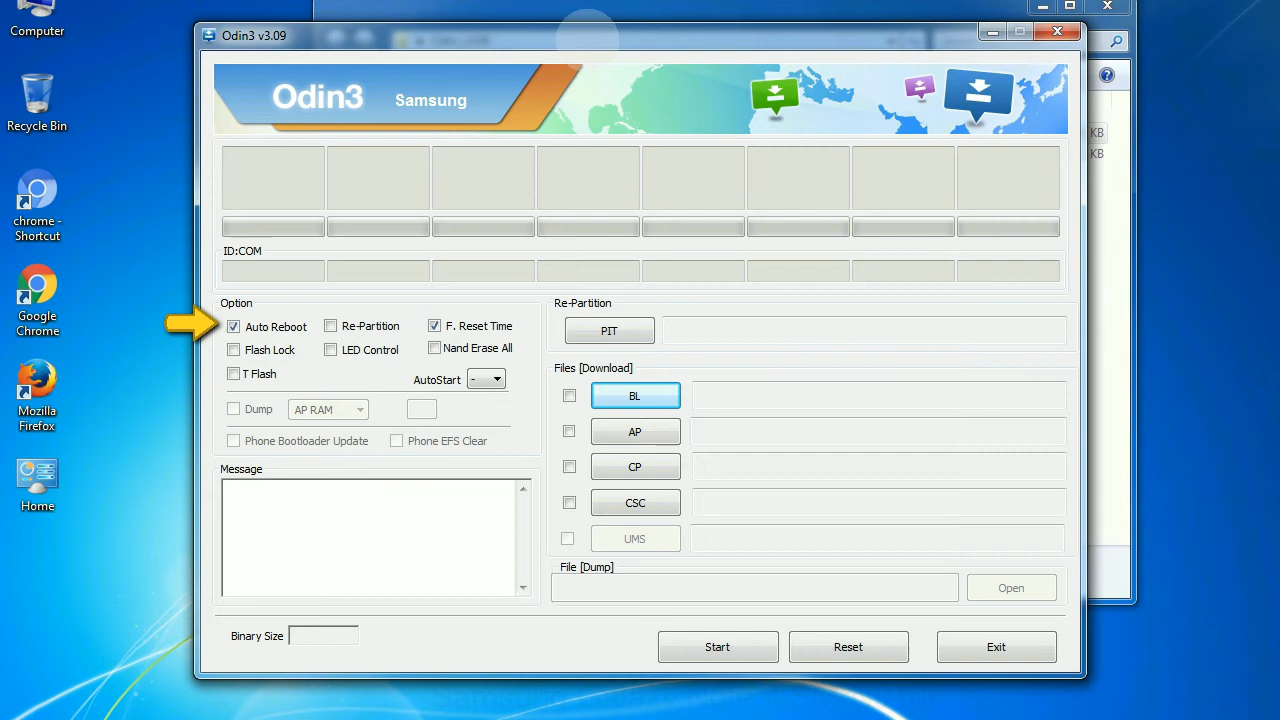 Computer
Recycle Bin
chrome -
Shortcut
Google
Chrome
Mozilla
Firefox
Home
Odin3 v3.09
Odin3 Samsung
ID:COM
Option
Auto Reboot Re-Partition F. Reset Time
Flash Lock LED Control Nand Erase All
T Flash
AutoStart -
Dump AP RAM
Phone Bootloader Update Phone EFS Clear
Message
Re-Partition
PIT
Files [Download]
BL
AP
CP
CSC
UMS
File [Dump]
Open
Binary Size
Start Reset Exit
KB
KB